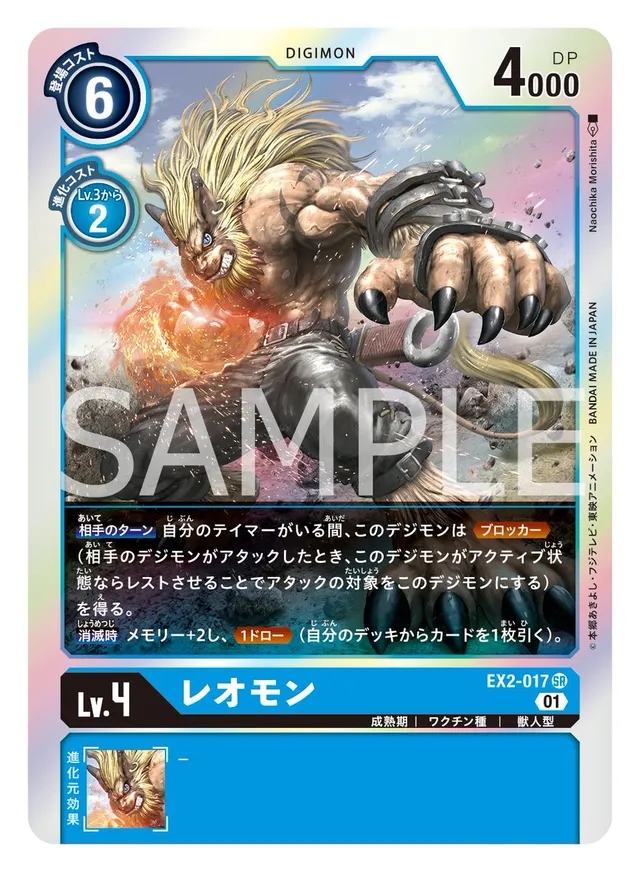 DIGIMON
登場コスト
6
4000
DP
進化コスト
Lv.3から
2
Naochika Morishita
BANDAI MADE IN JAPAN
©本郷あきよし・フジテレビ・東映アニメーション
SAMPLE
相手のターン 自分のテイマーがいる間、このデジモンは ブロッカー
(相手のデジモンがアタックしたとき、このデジモンがアクティブ状
態ならレストさせることでアタックの対象をこのデジモンにする)
を得る。
消滅時 メモリー+2し、1ドロー (自分のデッキからカードを1枚引く)。
Lv.4
レオモン
EX2-017 SR
01
成熟期 | ワクチン種 | 獣人型
進化元効果
–